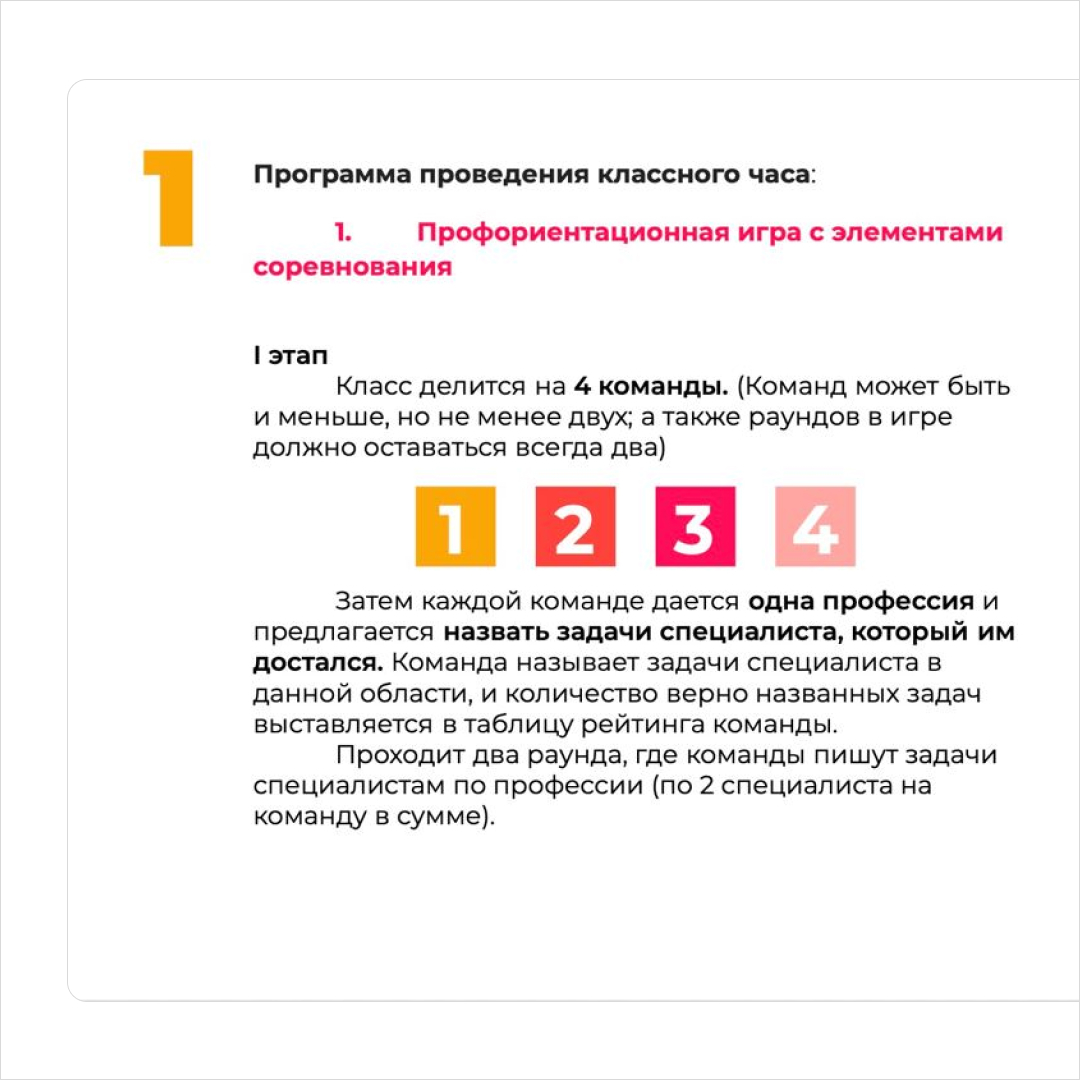 1
Программа проведения классного часа:
1. Профориентационная игра с элементами
соревнования
I этап
Класс делится на 4 команды. (Команд может быть
и меньше, но не менее двух; а также раундов в игре
должно оставаться всегда два)
1 2 3 4
Затем каждой команде дается одна профессия и
предлагается назвать задачи специалиста, который им
достался. Команда называет задачи специалиста в
данной области, и количество верно названных задач
выставляется в таблицу рейтинга команды.
Проходит два раунда, где команды пишут задачи
специалистам по профессии (по 2 специалиста на
команду в сумме).